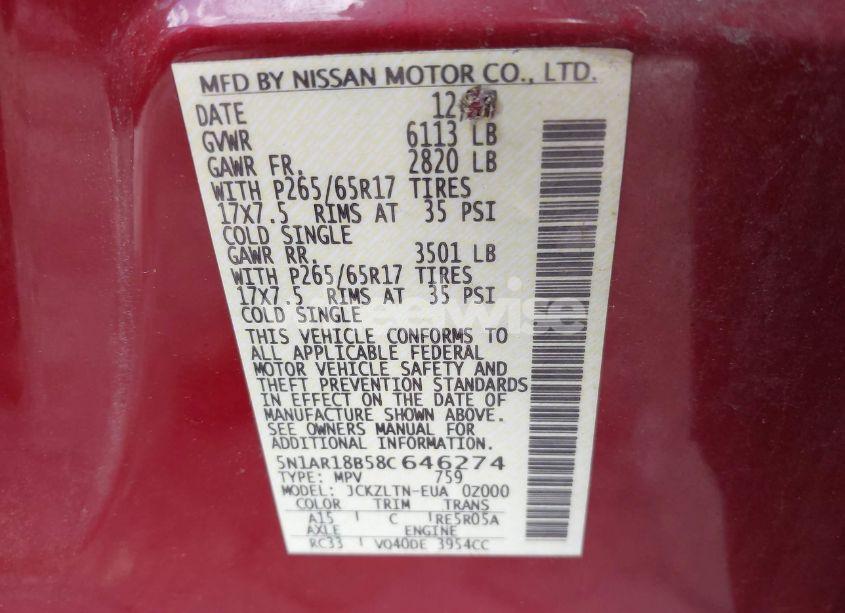 MFD BY NISSAN MOTOR CO., LTD.
DATE 12
GVWR 6113 LB
GAWR FR. 2820 LB
WITH P265/65R17 TIRES
17X7.5 RIMS AT 35 PSI
COLD SINGLE
GAWR RR. 3501 LB
WITH P265/65R17 TIRES
17X7.5 RIMS AT 35 PSI
COLD SINGLE
THIS VEHICLE CONFORMS TO
ALL APPLICABLE FEDERAL
MOTOR VEHICLE SAFETY AND
THEFT PREVENTION STANDARDS
IN EFFECT ON THE DATE OF
MANUFACTURE SHOWN ABOVE.
SEE OWNERS MANUAL FOR
ADDITIONAL INFORMATION.
5N1AR18B58C646274
TYPE: MPV 759
MODEL: JCKZLTN-EUA 0Z000
COLOR TRIM TRANS
A15 C RE5R05A
AXLE ENGINE
RC33 VQ40DE 3954CC